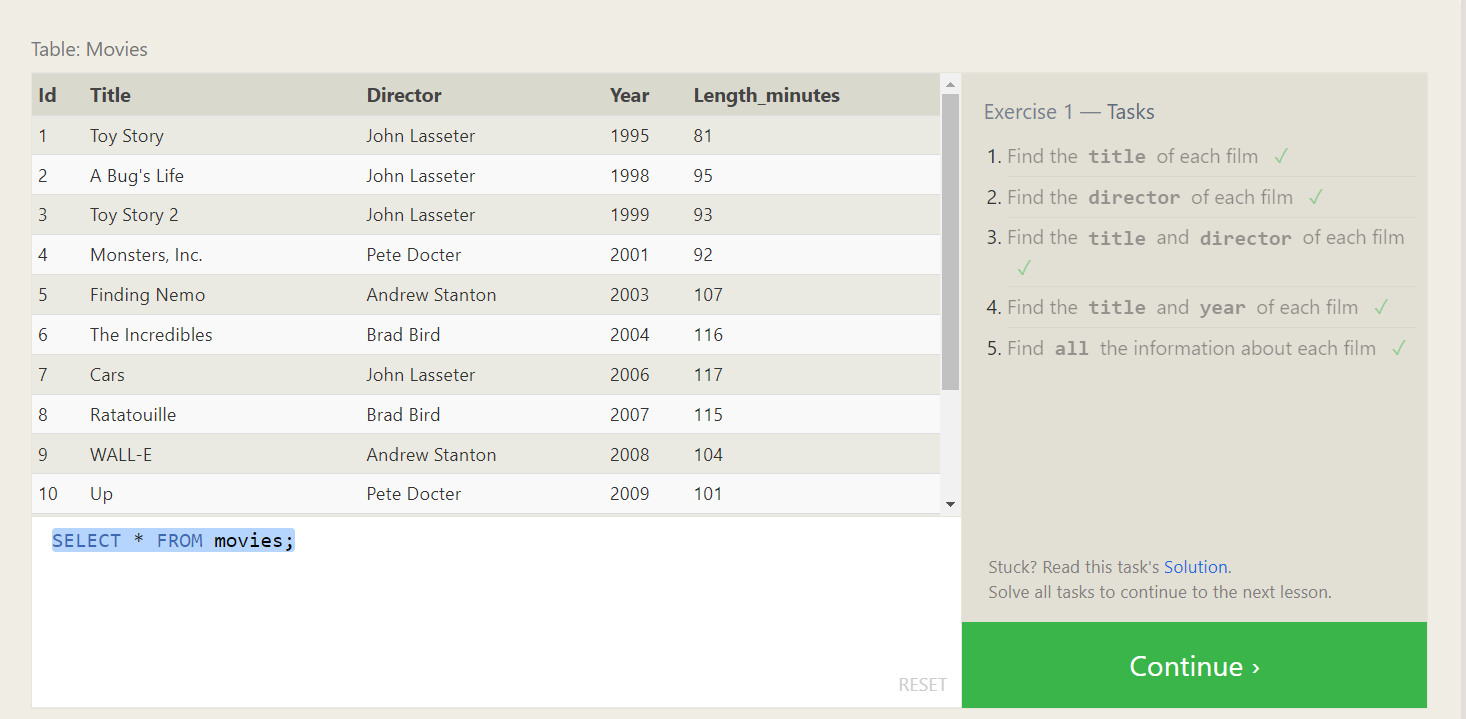 Table: Movies
Id Title Director Year Length_minutes
1 Toy Story John Lasseter 1995 81
2 A Bug's Life John Lasseter 1998 95
3 Toy Story 2 John Lasseter 1999 93
4 Monsters, Inc. Pete Docter 2001 92
5 Finding Nemo Andrew Stanton 2003 107
6 The Incredibles Brad Bird 2004 116
7 Cars John Lasseter 2006 117
8 Ratatouille Brad Bird 2007 115
9 WALL-E Andrew Stanton 2008 104
10 Up Pete Docter 2009 101
SELECT * FROM movies;
RESET
Exercise 1 — Tasks
1. Find the title of each film ✓
2. Find the director of each film ✓
3. Find the title and director of each film
✓
4. Find the title and year of each film ✓
5. Find all the information about each film ✓
Stuck? Read this task's Solution.
Solve all tasks to continue to the next lesson.
Continue ›